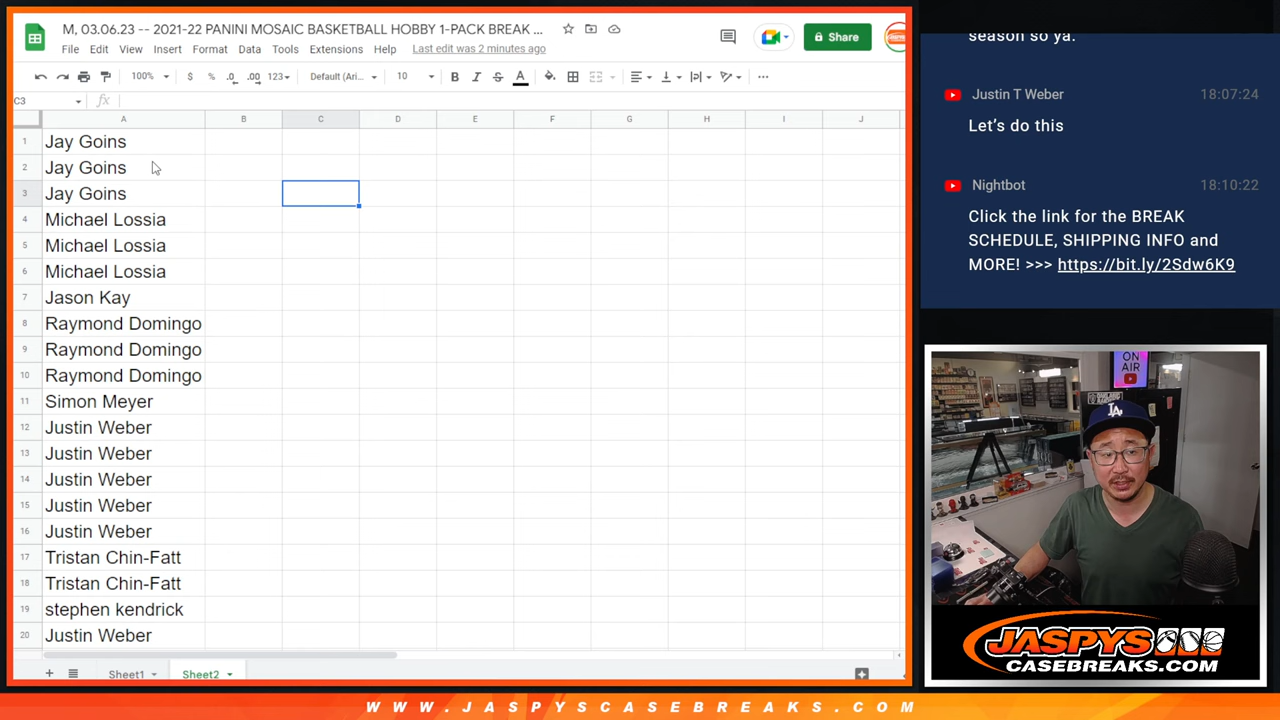 M, 03.06.23 -- 2021-22 PANINI MOSAIC BASKETBALL HOBBY 1-PACK BREAK ...
File Edit View Insert Format Data Tools Extensions Help Last edit was 2 minutes ago
Share
100% $ % .0 .00 123 Default (Ari... 10 B I S A
C3 fx
A B C D E F G H I J
1 Jay Goins
2 Jay Goins
3 Jay Goins
4 Michael Lossia
5 Michael Lossia
6 Michael Lossia
7 Jason Kay
8 Raymond Domingo
9 Raymond Domingo
10 Raymond Domingo
11 Simon Meyer
12 Justin Weber
13 Justin Weber
14 Justin Weber
15 Justin Weber
16 Justin Weber
17 Tristan Chin-Fatt
18 Tristan Chin-Fatt
19 stephen kendrick
20 Justin Weber
Sheet1 Sheet2
season so ya.
Justin T Weber 18:07:24
Let's do this
Nightbot 18:10:22
Click the link for the BREAK
SCHEDULE, SHIPPING INFO and
MORE! >>> https://bit.ly/2Sdw6K9
ON
AIR
LA
JASPYS
CASEBREAKS.COM
WWW.JASPYSCASEBREAKS.COM